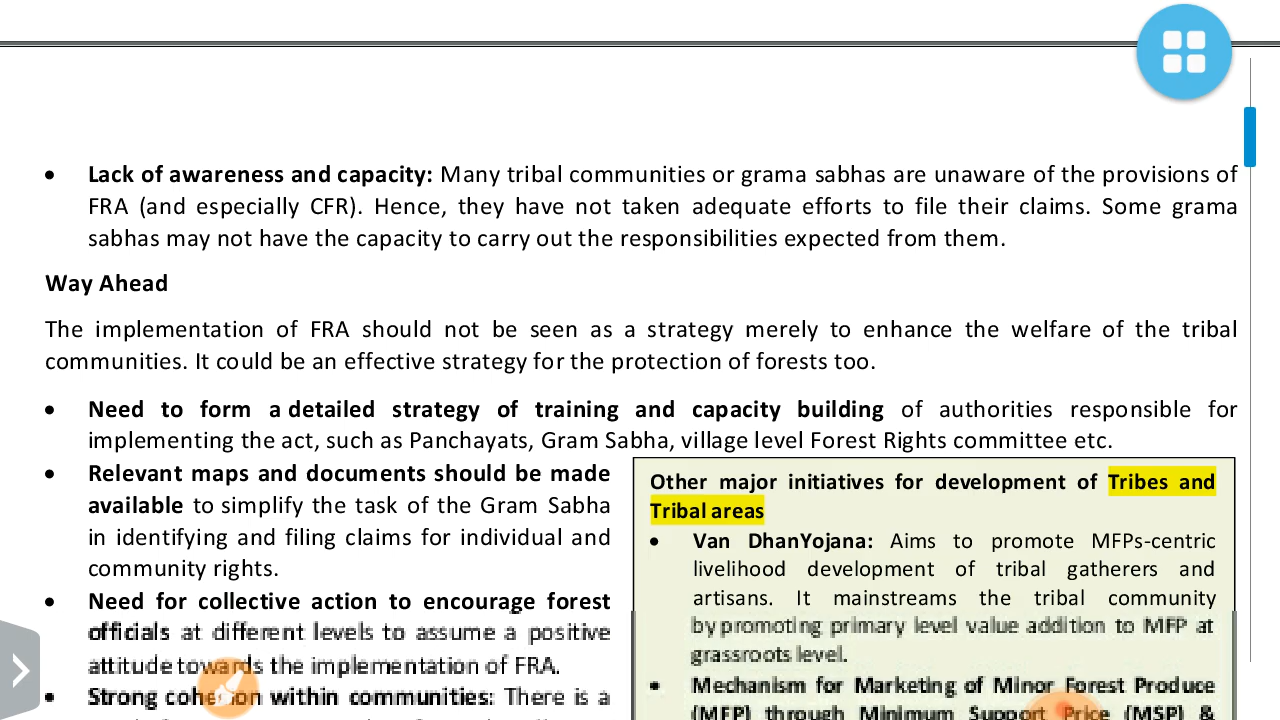 • Lack of awareness and capacity: Many tribal communities or grama sabhas are unaware of the provisions of
FRA (and especially CFR). Hence, they have not taken adequate efforts to file their claims. Some grama
sabhas may not have the capacity to carry out the responsibilities expected from them.
Way Ahead
The implementation of FRA should not be seen as a strategy merely to enhance the welfare of the tribal
communities. It could be an effective strategy for the protection of forests too.
• Need to form a detailed strategy of training and capacity building of authorities responsible for
implementing the act, such as Panchayats, Gram Sabha, village level Forest Rights committee etc.
• Relevant maps and documents should be made
available to simplify the task of the Gram Sabha
in identifying and filing claims for individual and
community rights.
• Need for collective action to encourage forest
officials at different levels to assume a positive
attitude towards the implementation of FRA.
• Strong cohesion within communities: There is a
Other major initiatives for development of Tribes and
Tribal areas
• Van DhanYojana: Aims to promote MFPs-centric
livelihood development of tribal gatherers and
artisans. It mainstreams the tribal community
by promoting primary level value addition to MFP at
grassroots level.
• Mechanism for Marketing of Minor Forest Produce
(MFP) through Minimum Support Price (MSP) &